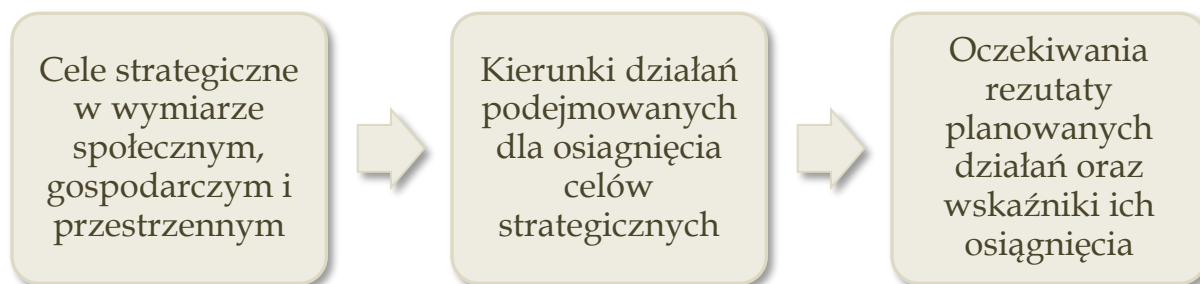 Cele strategiczne
w wymiarze
społecznym,
gospodarczym i
przestrzennym
Kierunki działań
podejmowanych
dla osiagnięcia
celów
strategicznych
Oczekiwania
rezutaty
planowanych
działań oraz
wskaźniki ich
osiągnięcia